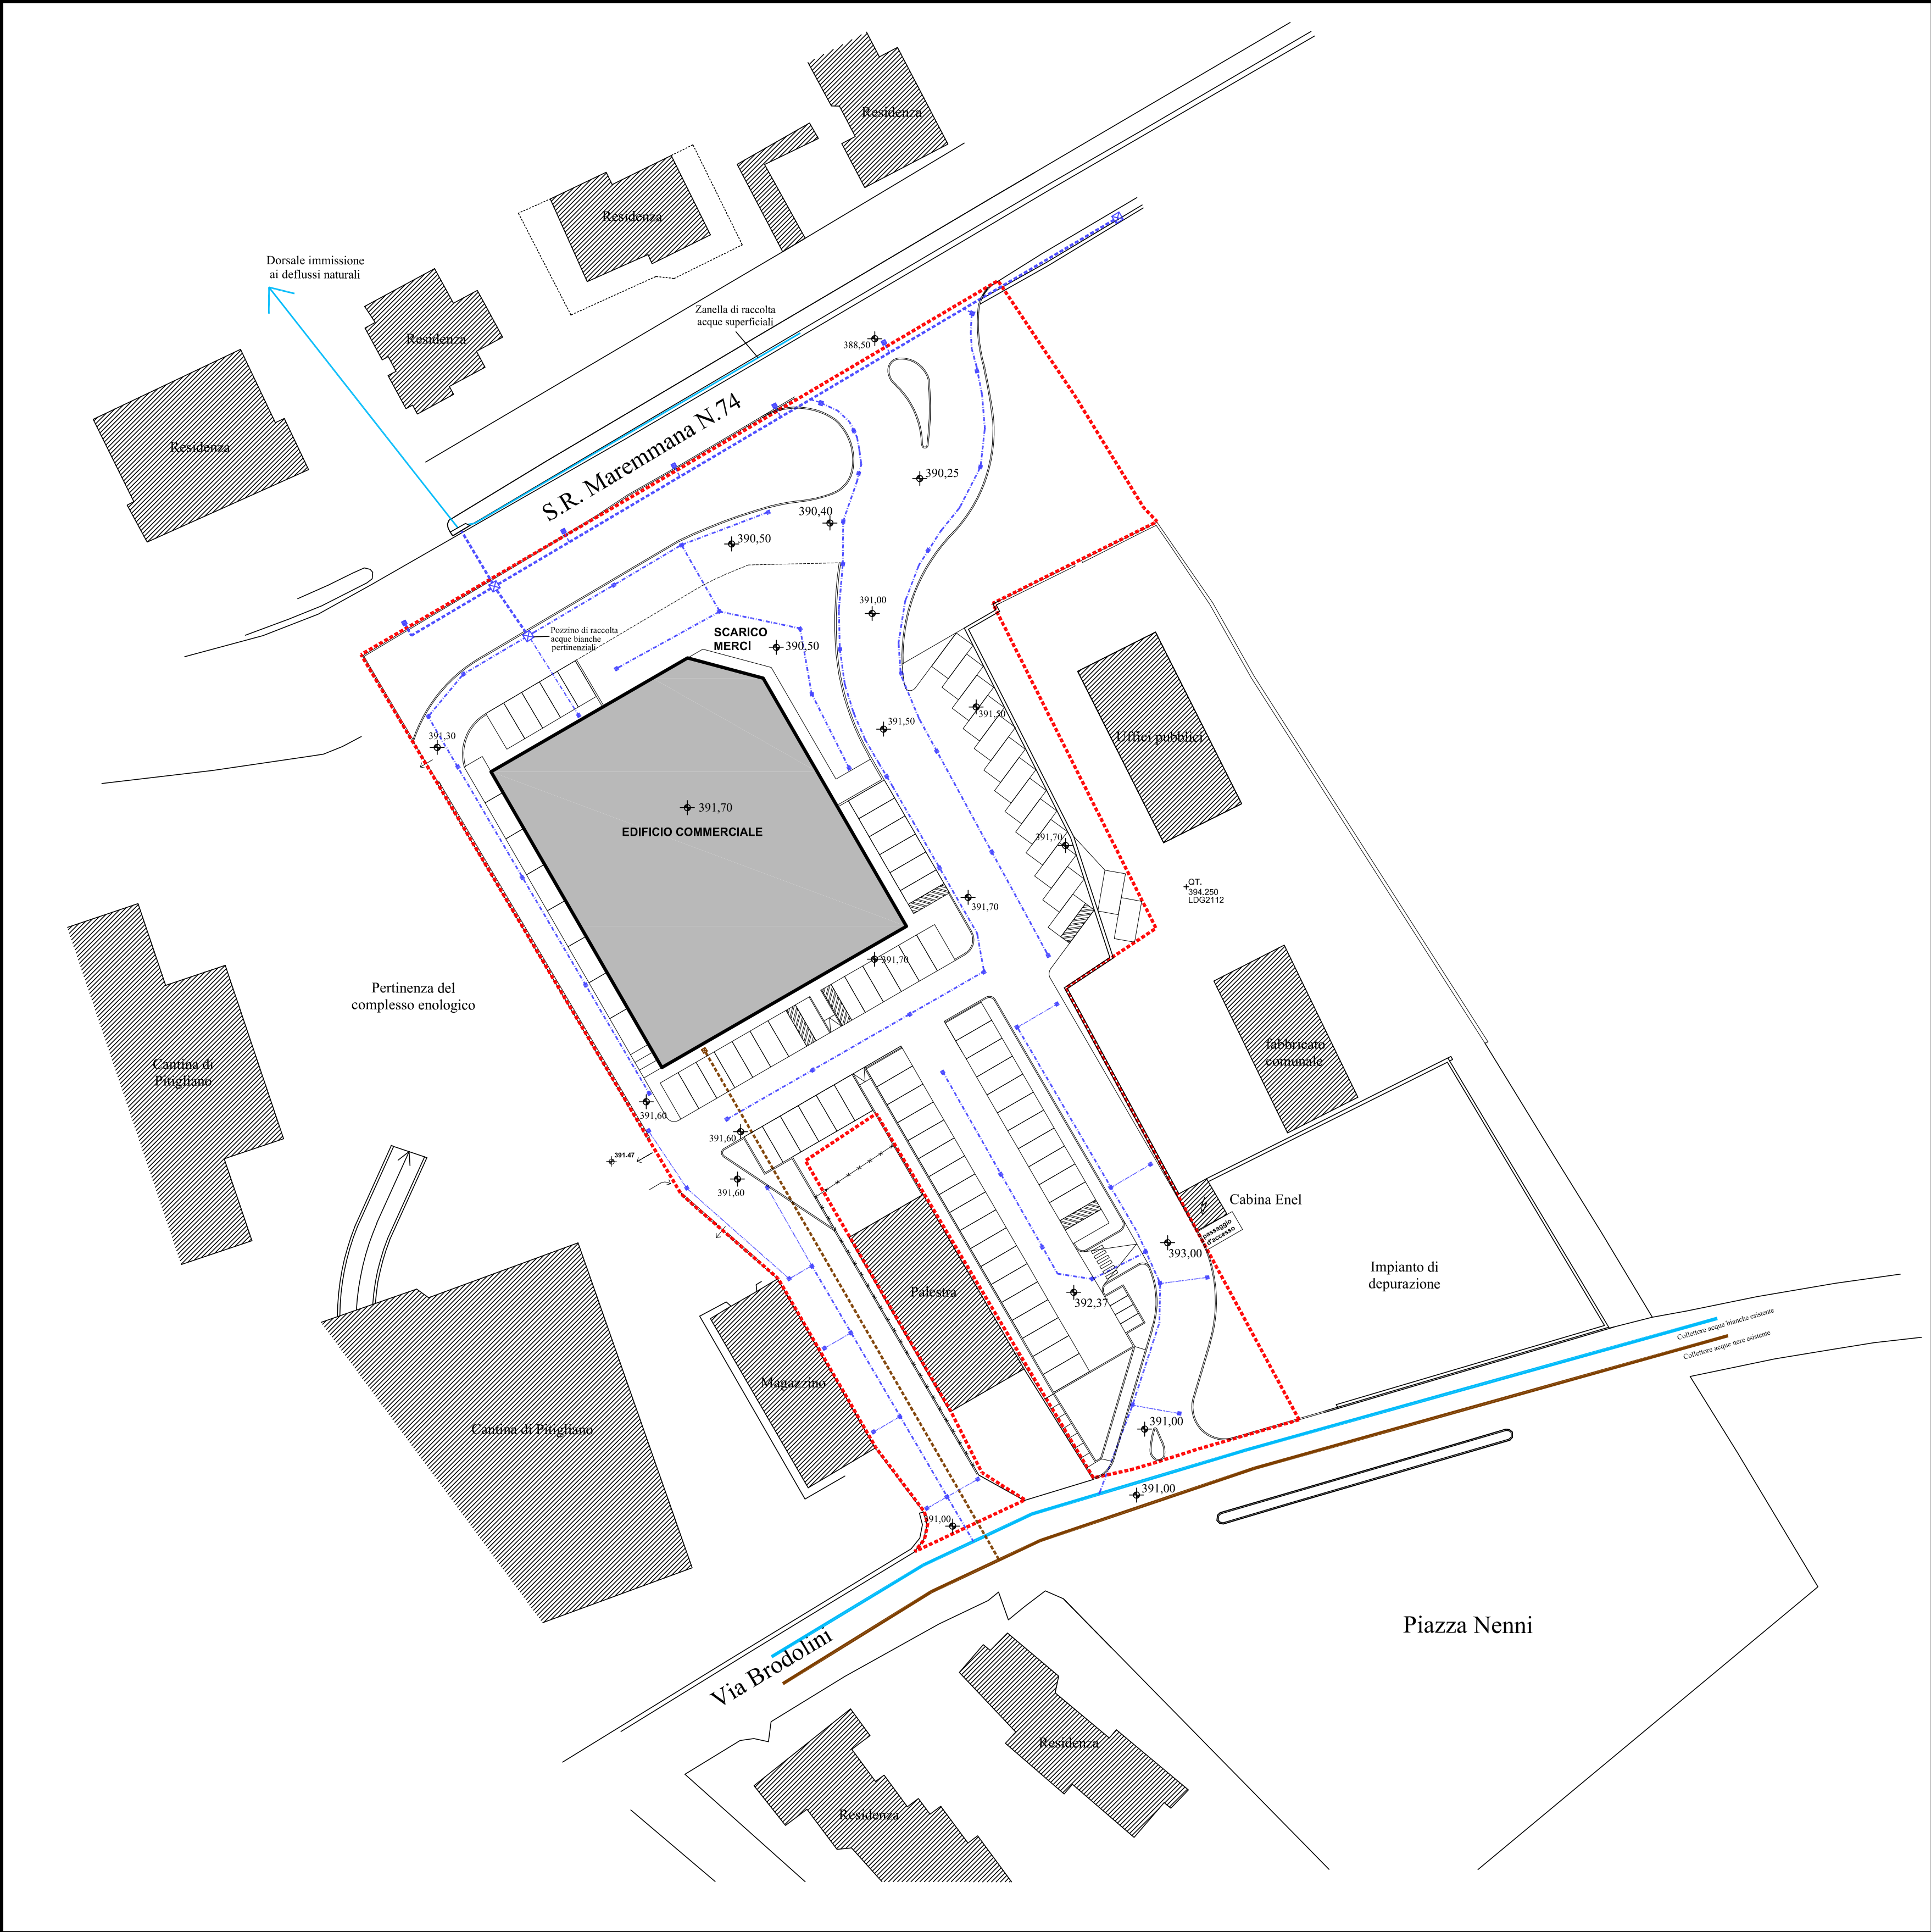 Residenza
Residenza
Dorsale immissione
ai deflussi naturali
Zanella di raccolta
acque superficiali
Residenza
388,50
S.R. Maremmana N.74
Residenza
390,25
390,40
390,50
391,00
Pozzino di raccolta
acque bianche
pertinenziali
SCARICO
MERCI
390,50
391,50
391,50
391,30
Uffici pubblici
391,70
EDIFICIO COMMERCIALE
391,70
QT.
394,250
LDG2112
391,70
391,70
Pertinenza del
complesso enologico
Cantina di
Pitigliano
fabbricato
comunale
391,60
391,60
391.47
391,60
Cabina Enel
passaggio
d'accesso
393,00
Impianto di
depurazione
Palestra
392,37
Collettore acque bianche esistente
Collettore acque nere esistente
Magazzino
Cantina di Pitigliano
391,00
391,00
391,00
Piazza Nenni
Via Brodolini
Residenza
Residenza